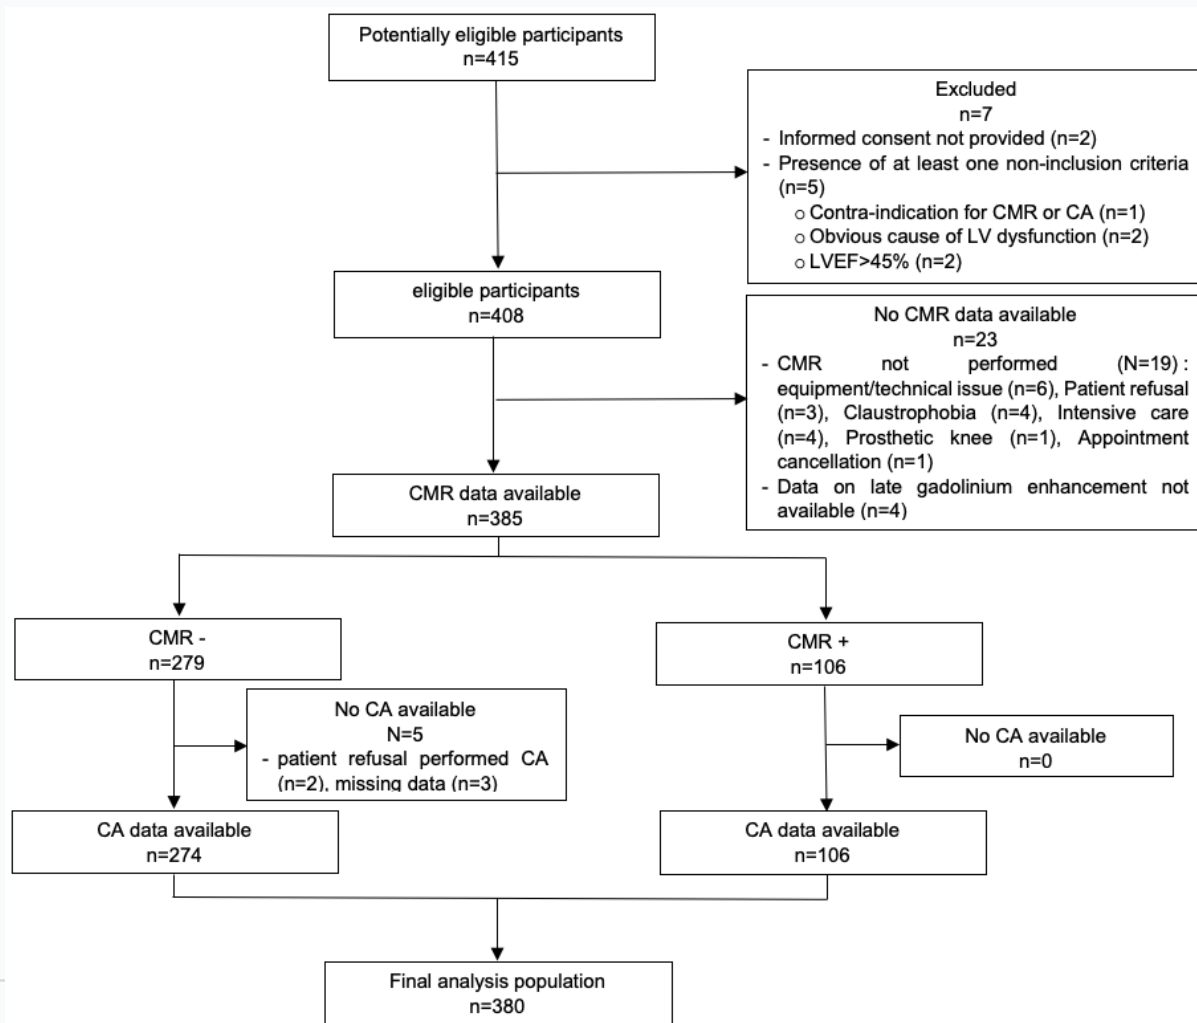 Potentially eligible participants
n=415
Excluded
n=7
- Informed consent not provided (n=2)
- Presence of at least one non-inclusion criteria
(n=5)
o Contra-indication for CMR or CA (n=1)
o Obvious cause of LV dysfunction (n=2)
o LVEF>45% (n=2)
eligible participants
n=408
No CMR data available
n=23
- CMR not performed (N=19) :
equipment/technical issue (n=6), Patient refusal
(n=3), Claustrophobia (n=4), Intensive care
(n=4), Prosthetic knee (n=1), Appointment
cancellation (n=1)
- Data on late gadolinium enhancement not
available (n=4)
CMR data available
n=385
CMR -
n=279
CMR +
n=106
No CA available
N=5
- patient refusal performed CA
(n=2), missing data (n=3)
No CA available
n=0
CA data available
n=274
CA data available
n=106
Final analysis population
n=380